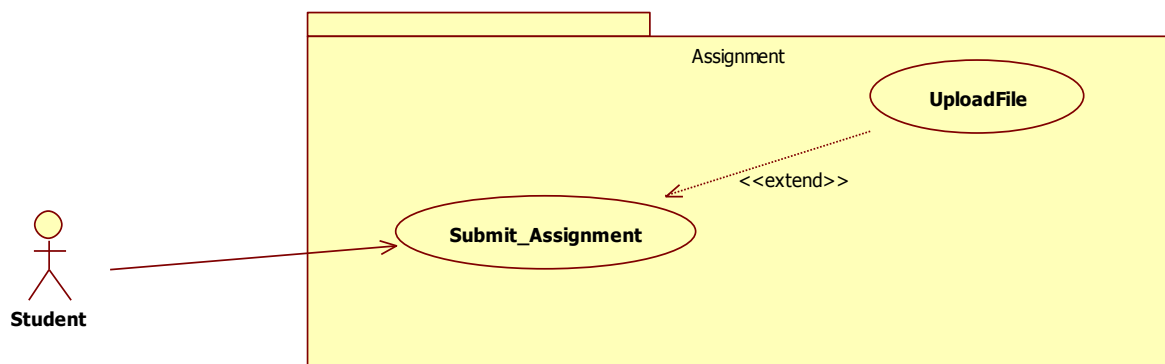 Assignment
UploadFile
<<extend>>
Submit_Assignment
Student